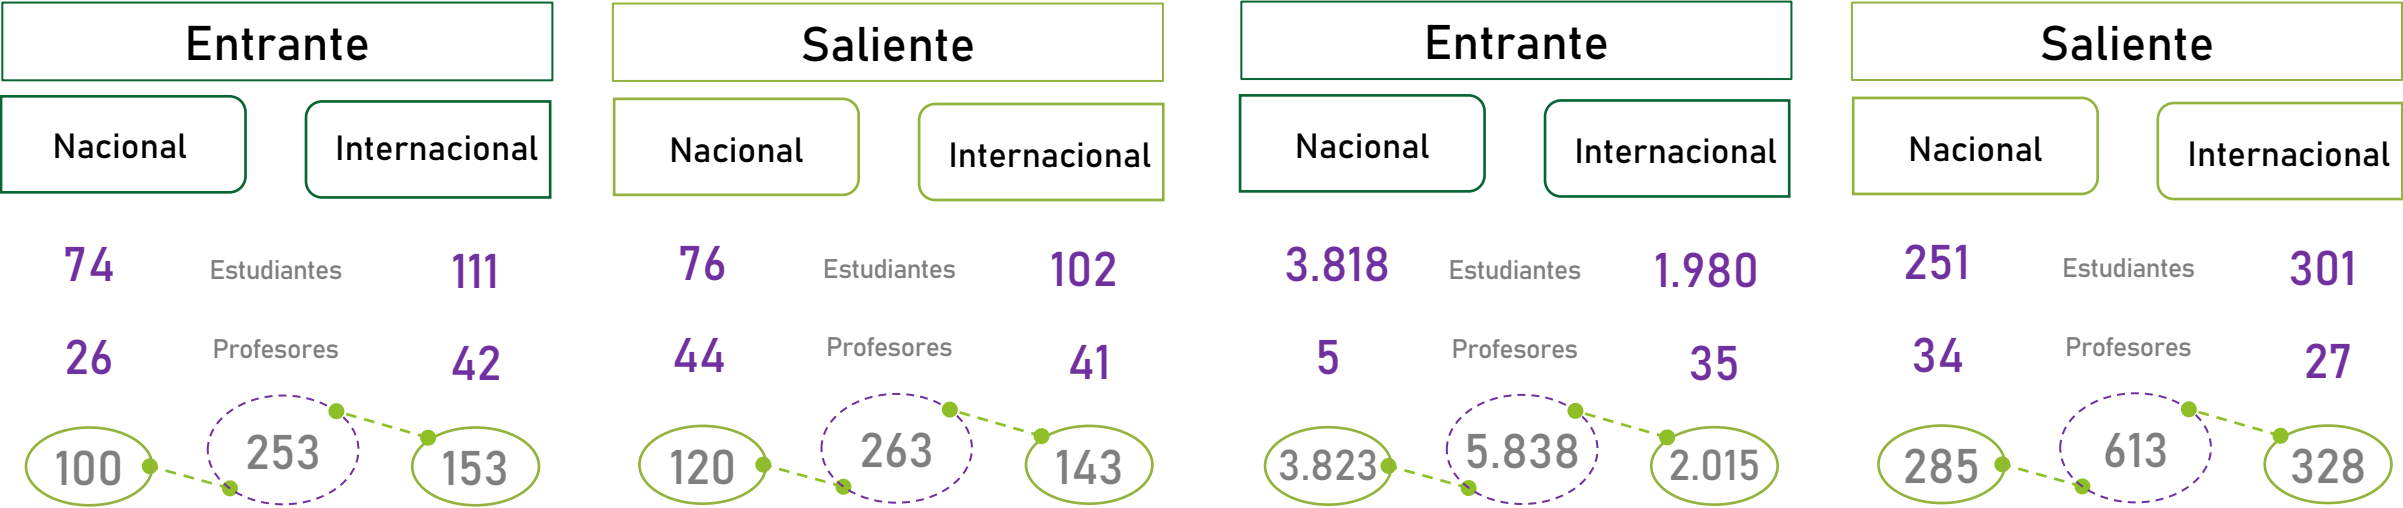 Entrante
Nacional
Internacional
74 Estudiantes 111
26 Profesores 42
100 253 153
Saliente
Nacional
Internacional
76 Estudiantes 102
44 Profesores 41
120 263 143
Entrante
Nacional
Internacional
3.818 Estudiantes 1.980
5 Profesores 35
3.823 5.838 2.015
Saliente
Nacional
Internacional
251 Estudiantes 301
34 Profesores 27
285 613 328